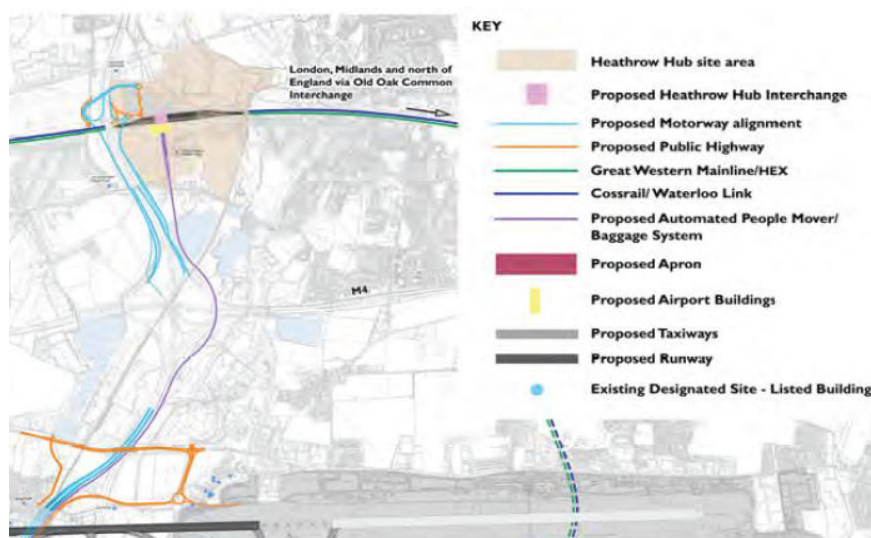 KEY
London, Midlands and north of
England via Old Oak Common
Interchange
Heathrow Hub site area
Proposed Heathrow Hub Interchange
Proposed Motorway alignment
Proposed Public Highway
Great Western Mainline/HEX
Cossrail/ Waterloo Link
Proposed Automated People Mover/
Baggage System
Proposed Apron
Proposed Airport Buildings
Proposed Taxiways
Proposed Runway
Existing Designated Site - Listed Building
M4